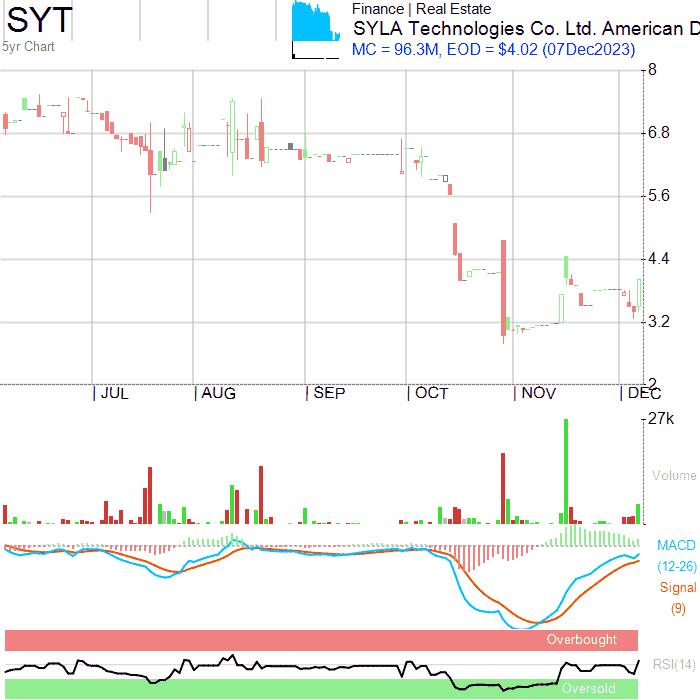 SYT
5yr Chart
Finance | Real Estate
SYLA Technologies Co. Ltd. American D
MC = 96.3M, EOD = $4.02 (07Dec2023)
8
6.8
5.6
4.4
3.2
2
JUL AUG SEP OCT NOV DEC
27k
Volume
MACD
(12-26)
Signal
(9)
Overbought
RSI(14)
Oversold